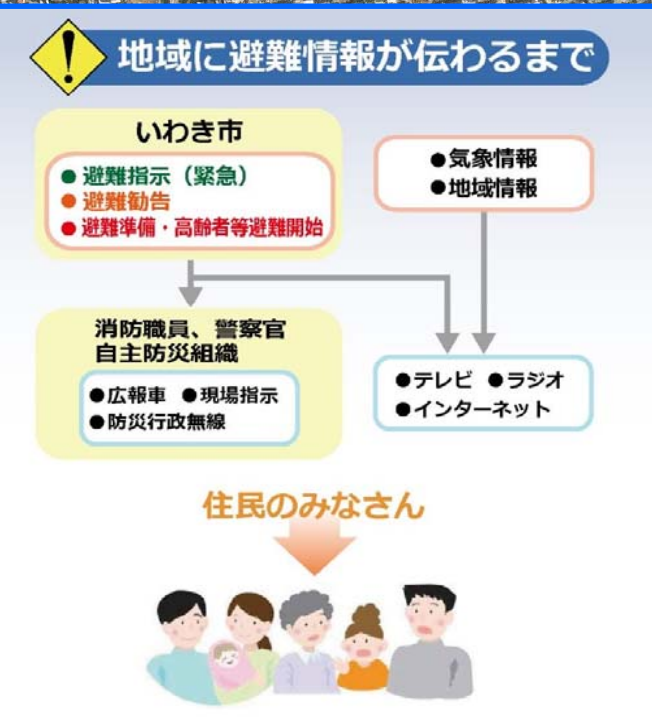 地域に避難情報が伝わるまで
いわき市
●避難指示（緊急）
●避難勧告
●避難準備・高齢者等避難開始
●気象情報
●地域情報
消防職員、警察官
自主防災組織
●広報車 ●現場指示
●防災行政無線
●テレビ ●ラジオ
●インターネット
住民のみなさん